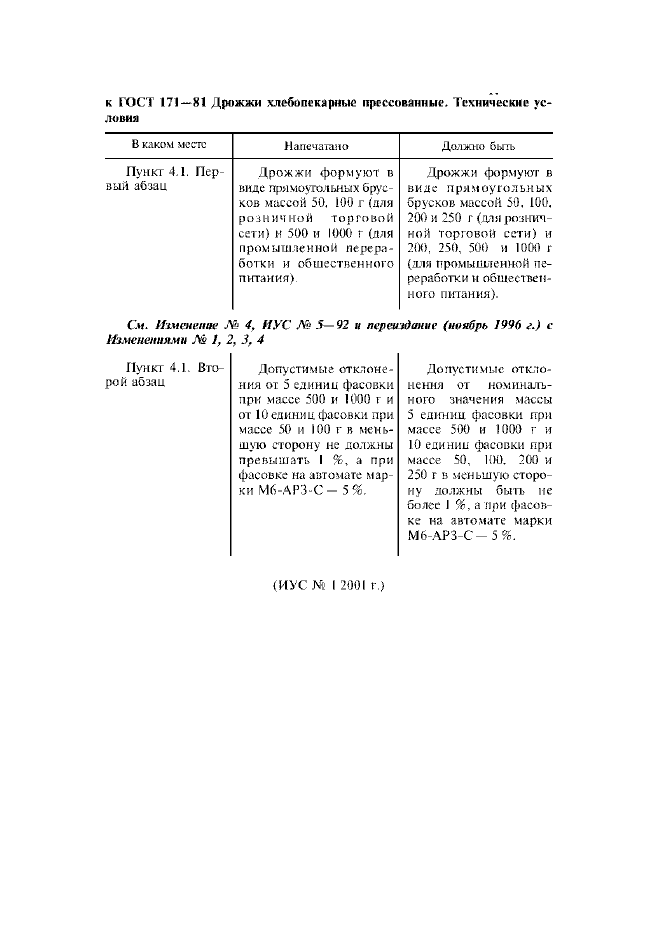 к ГОСТ 171—81 Дрожжи хлебопекарные прессованные. Технические ус-
ловия
В каком месте
Напечатано
Должно быть
Пункт 4.1. Пер-
вый абзац
Дрожжи формуют в
виде прямоугольных брус-
ков массой 50, 100 г (для
розничной торговой
сети) и 500 и 1000 г (для
промышленной перера-
ботки и общественного
питания).
Дрожжи формуют в
виде прямоугольных
брусков массой 50, 100,
200 и 250 г (для рознич-
ной торговой сети) и
200, 250, 500 и 1000 г
(для промышленной пе-
реработки и обществен-
ного питания).
См. Изменение № 4, ИУС № 5—92 и переиздание (ноябрь 1996 г.) с
Изменениями № 1, 2, 3, 4
Пункт 4.1. Вто-
рой абзац
Допустимые отклоне-
ния от 5 единиц фасовки
при массе 500 и 1000 г и
от 10 единиц фасовки при
массе 50 и 100 г в мень-
шую сторону не должны
превышать 1 %, а при
фасовке на автомате мар-
ки М6-АРЗ-С — 5 %.
Допустимые откло-
нения от номиналь-
ного значения массы
5 единиц фасовки при
массе 500 и 1000 г и
10 единиц фасовки при
массе 50, 100, 200 и
250 г в меньшую сторо-
ну должны быть не
более 1 %, а при фасов-
ке на автомате марки
М6-АРЗ-С — 5 %.
(ИУС № 1 2001 г.)